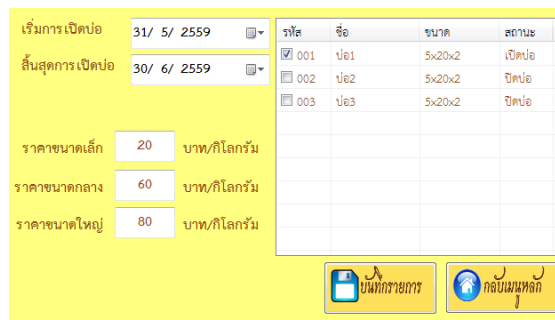 เริ่มการเปิดบ่อ 31/ 5/ 2559
สิ้นสุดการเปิดบ่อ 30/ 6/ 2559
ราคาขนาดเล็ก 20 บาท/กิโลกรัม
ราคาขนาดกลาง 60 บาท/กิโลกรัม
ราคาขนาดใหญ่ 80 บาท/กิโลกรัม
รหัส ชื่อ ขนาด สถานะ
001 บ่อ1 5x20x2 เปิดบ่อ
002 บ่อ2 5x20x2 ปิดบ่อ
003 บ่อ3 5x20x2 ปิดบ่อ
บันทึกรายการ กลับเมนูหลัก